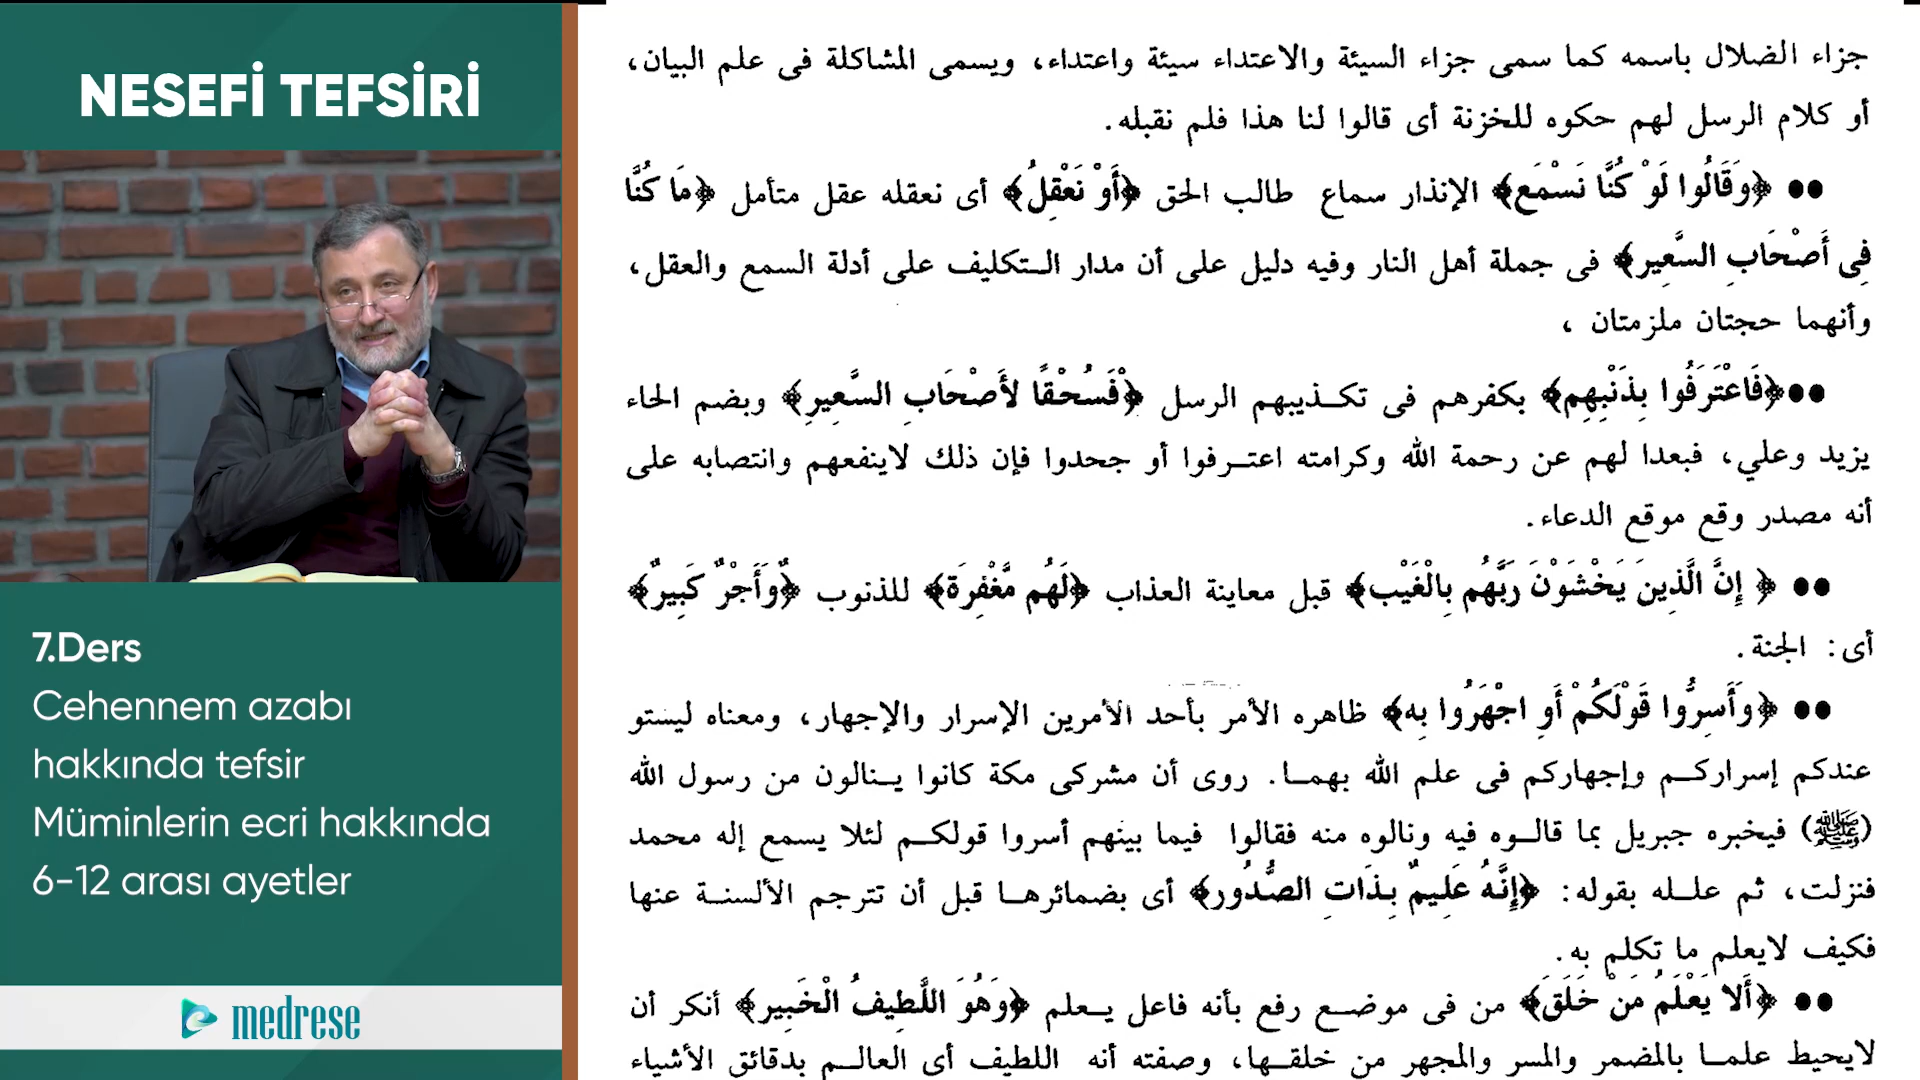 NESEFİ TEFSİRİ
7.Ders
Cehennem azabı
hakkında tefsir
Müminlerin ecri hakkında
6-12 arası ayetler
medrese
جزاء الضلال باسمه كما سمى جزاء السيئة والاعتداء سيئة واعتداء، ويسمى المشاكلة فى علم البيان،
أو كلام الرسل لهم حكوه للخزنة أى قالوا لنا هذا فلم نقبله.
●● ﴿وَقَالُوا لَوْ كُنَّا نَسْمَع﴾ الإنذار سماع طالب الحق ﴿أَوْ نَعْقِلُ﴾ أى نعقله عقل متأمل ﴿مَا كُنَّا
فِي أَصْحَابِ السَّعِير﴾ فى جملة أهل النار وفيه دليل على أن مدار التكليف على أدلة السمع والعقل،
وأنهما حجتان ملزمتان ،
●●﴿فَاعْتَرَفُوا بِذَنْبِهِم﴾ بكفرهم فى تكذيبهم الرسل ﴿فَسُحْقًا لأَصْحَابِ السَّعِيرِ﴾ وبضم الحاء
يزيد وعلي، فبعدا لهم عن رحمة الله وكرامته اعترفوا أو جحدوا فإن ذلك لاينفعهم وانتصابه على
أنه مصدر وقع موقع الدعاء.
●● ﴿ إِنَّ الَّذِينَ يَخْشَوْنَ رَبَّهُم بِالْغَيْب﴾ قبل معاينة العذاب ﴿لَهُم مَّغْفِرَة﴾ للذنوب ﴿وَأَجْرٌ كَبِيرٌ﴾
أى: الجنة.
●● ﴿وَأَسِرُّوا قَوْلَكُمْ أَوِ اجْهَرُوا بِه﴾ ظاهره الأمر بأحد الأمرين الإسرار والإجهار، ومعناه ليستو
عندكم إسراركم وإجهاركم فى علم الله بهما. روى أن مشركى مكة كانوا ينالون من رسول الله
(ﷺ) فيخبره جبريل بما قالوه فيه ونالوه منه فقالوا فيما بينهم أسروا قولكم لئلا يسمع إله محمد
فنزلت، ثم علله بقوله: ﴿إِنَّهُ عَلِيمٌ بِذَاتِ الصُّدُور﴾ أى بضمائرها قبل أن تترجم الألسنة عنها
فكيف لايعلم ما تكلم به.
●● ﴿أَلا يَعْلَمُ مَنْ خَلَقَ﴾ من فى موضع رفع بأنه فاعل يعلم ﴿وَهُوَ اللَّطِيفُ الْخَبِير﴾ أنكر أن
لايحيط علما بالمضمر والمسر والمجهر من خلقها، وصفته أنه اللطيف أى العالم بدقائق الأشياء